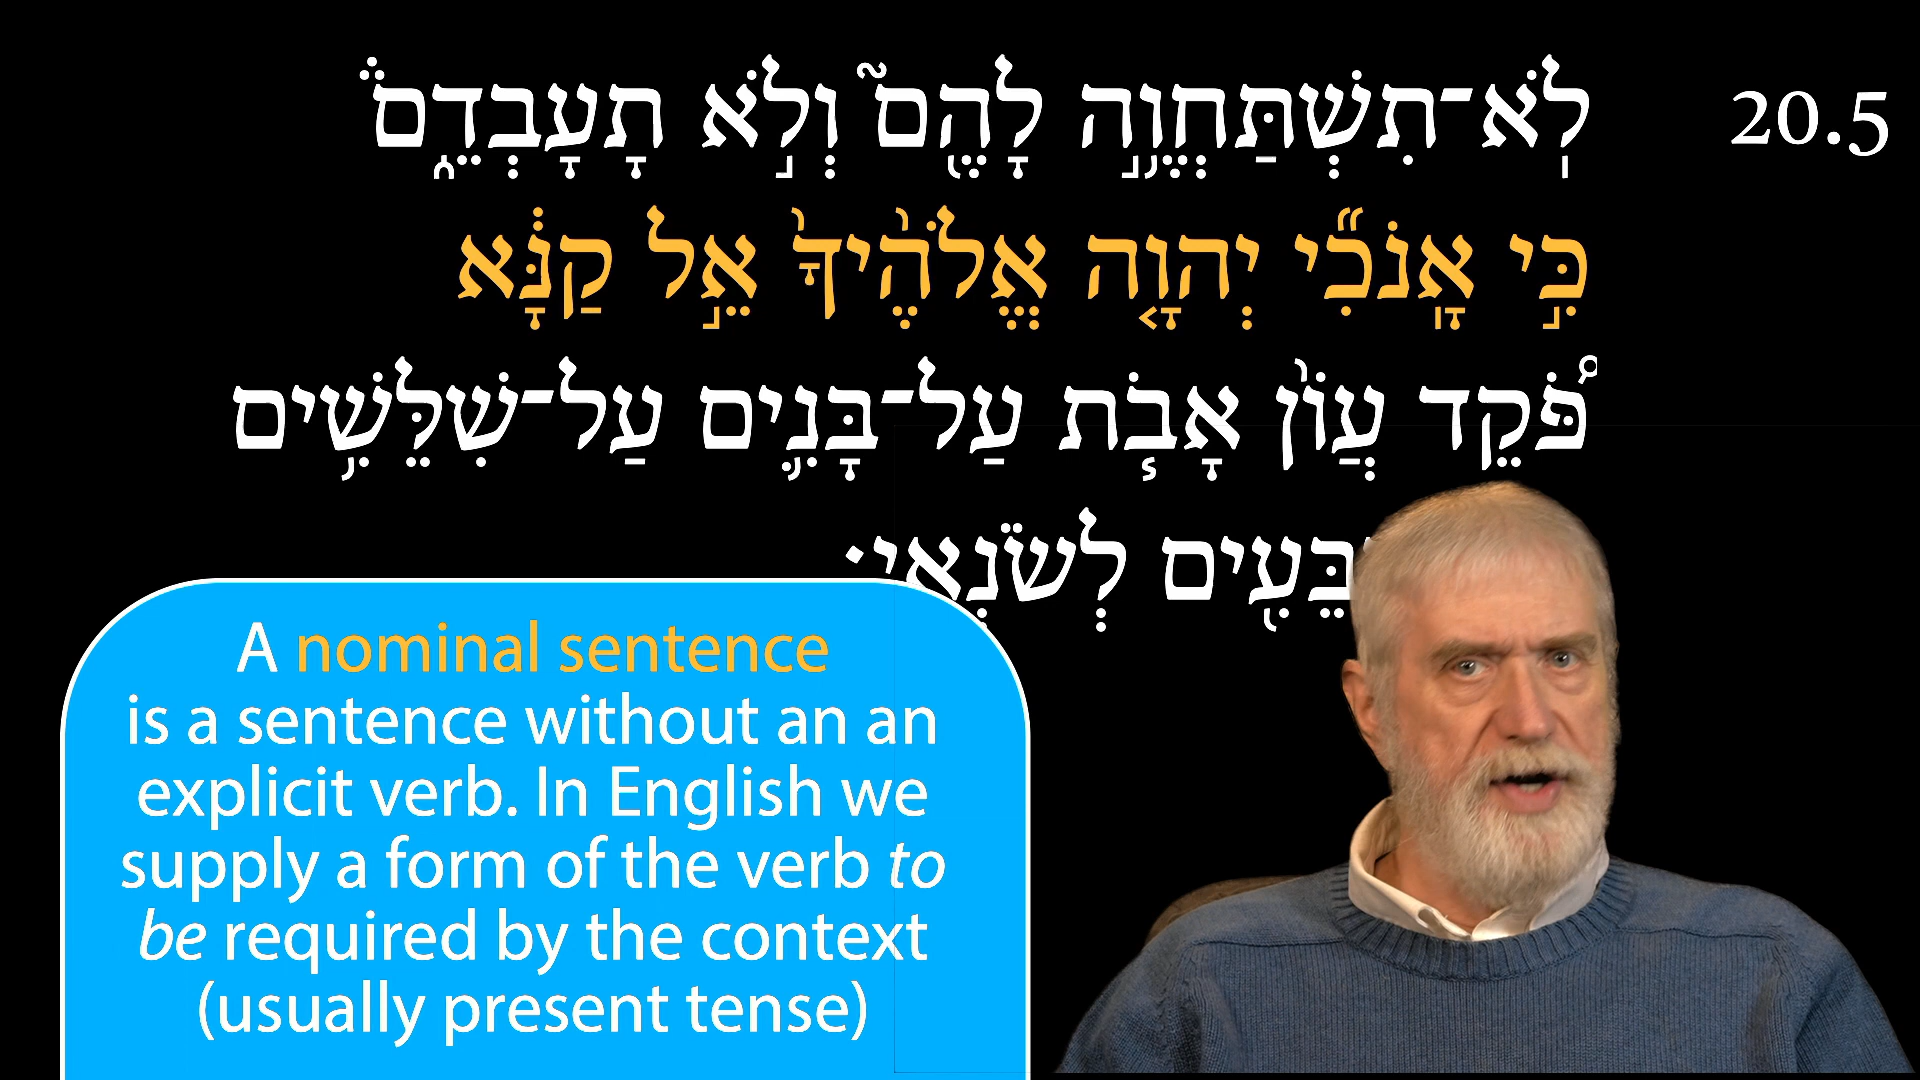 20.5 לֹֽא־תִשְׁתַּחֲוֶ֣֥ה לָהֶ֖ם֮ וְלֹ֣א תָעָבְדֵ֑ם֒
כִּ֣י אָֽנֹכִ֞י יְהוָ֤ה אֱלֹהֶ֙יךָ֙ אֵ֣ל קַנָּ֔א
פֹּ֠קֵד עֲוֺ֨ן אָבֹ֧ת עַל־בָּנִ֛ים עַל־שִׁלֵּשִׁ֥ים
לְשֹׂנְאָֽי׃
A nominal sentence
is a sentence without an an
explicit verb. In English we
supply a form of the verb to
be required by the context
(usually present tense)